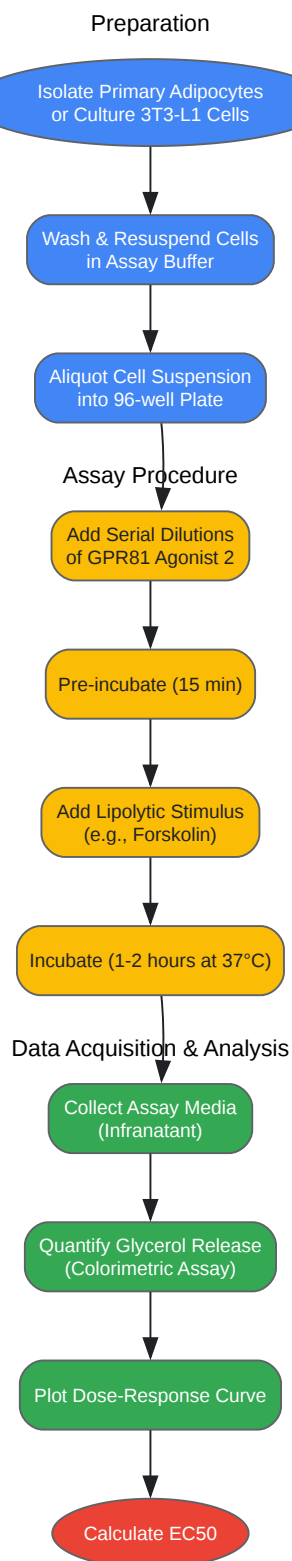 Preparation
Isolate Primary Adipocytes
or Culture 3T3-L1 Cells
Wash & Resuspend Cells
in Assay Buffer
Aliquot Cell Suspension
into 96-well Plate
Assay Procedure
Add Serial Dilutions
of GPR81 Agonist 2
Pre-incubate (15 min)
Add Lipolytic Stimulus
(e.g., Forskolin)
Incubate (1-2 hours at 37°C)
Data Acquisition & Analysis
Collect Assay Media
(Infranatant)
Quantify Glycerol Release
(Colorimetric Assay)
Plot Dose-Response Curve
Calculate EC50